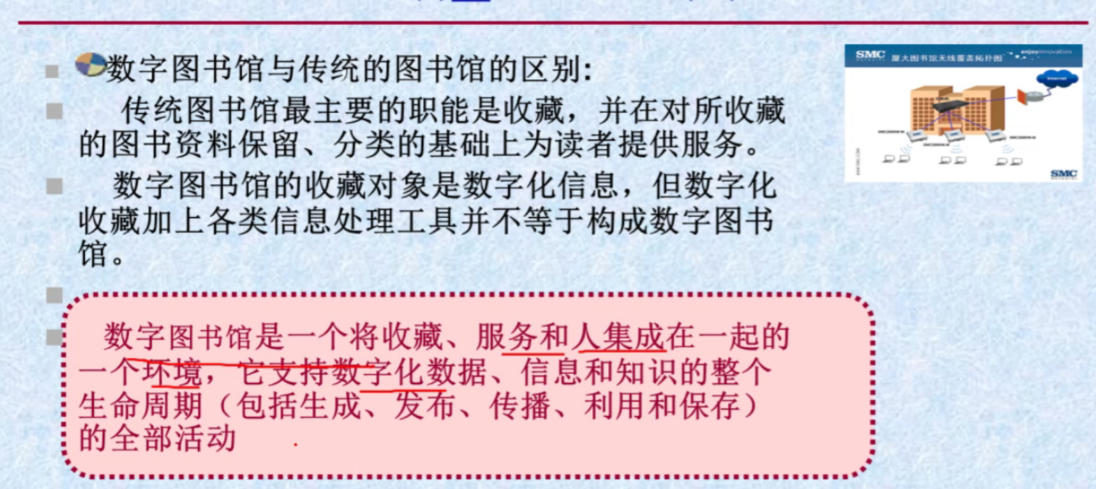 数字图书馆与传统的图书馆的区别:
传统图书馆最主要的职能是收藏，并在对所收藏
的图书资料保留、分类的基础上为读者提供服务。
数字图书馆的收藏对象是数字化信息，但数字化
收藏加上各类信息处理工具并不等于构成数字图书
馆。
数字图书馆是一个将收藏、服务和人集成在一起的
一个环境，它支持数字化数据、信息和知识的整个
生命周期（包括生成、发布、传播、利用和保存）
的全部活动
SMC
厦大图书馆无线覆盖拓扑图
SMC